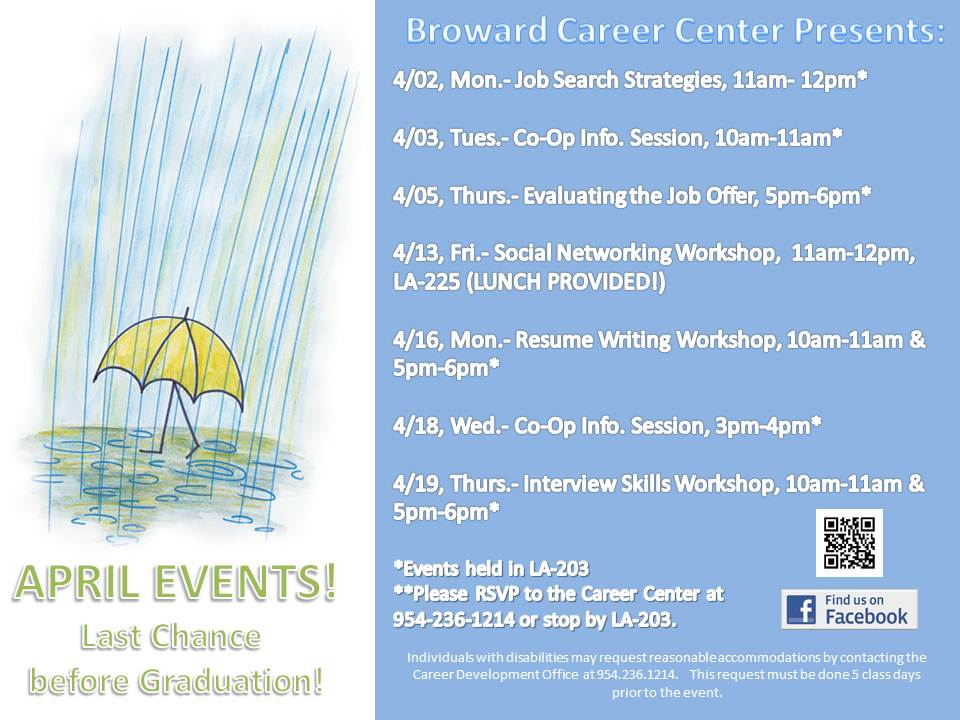 Broward Career Center Presents:
4/02, Mon.- Job Search Strategies, 11am- 12pm*
4/03, Tues.- Co-Op Info. Session, 10am-11am*
4/05, Thurs.- Evaluating the Job Offer, 5pm-6pm*
4/13, Fri.- Social Networking Workshop, 11am-12pm,
LA-225 (LUNCH PROVIDED!)
4/16, Mon.- Resume Writing Workshop, 10am-11am &
5pm-6pm*
4/18, Wed.- Co-Op Info. Session, 3pm-4pm*
4/19, Thurs.- Interview Skills Workshop, 10am-11am &
5pm-6pm*
*Events held in LA-203
**Please RSVP to the Career Center at
954-236-1214 or stop by LA-203.
Find us on
Facebook
Individuals with disabilities may request reasonable accommodations by contacting the
Career Development Office at 954.236.1214. This request must be done 5 class days
prior to the event.
APRIL EVENTS!
Last Chance
before Graduation!